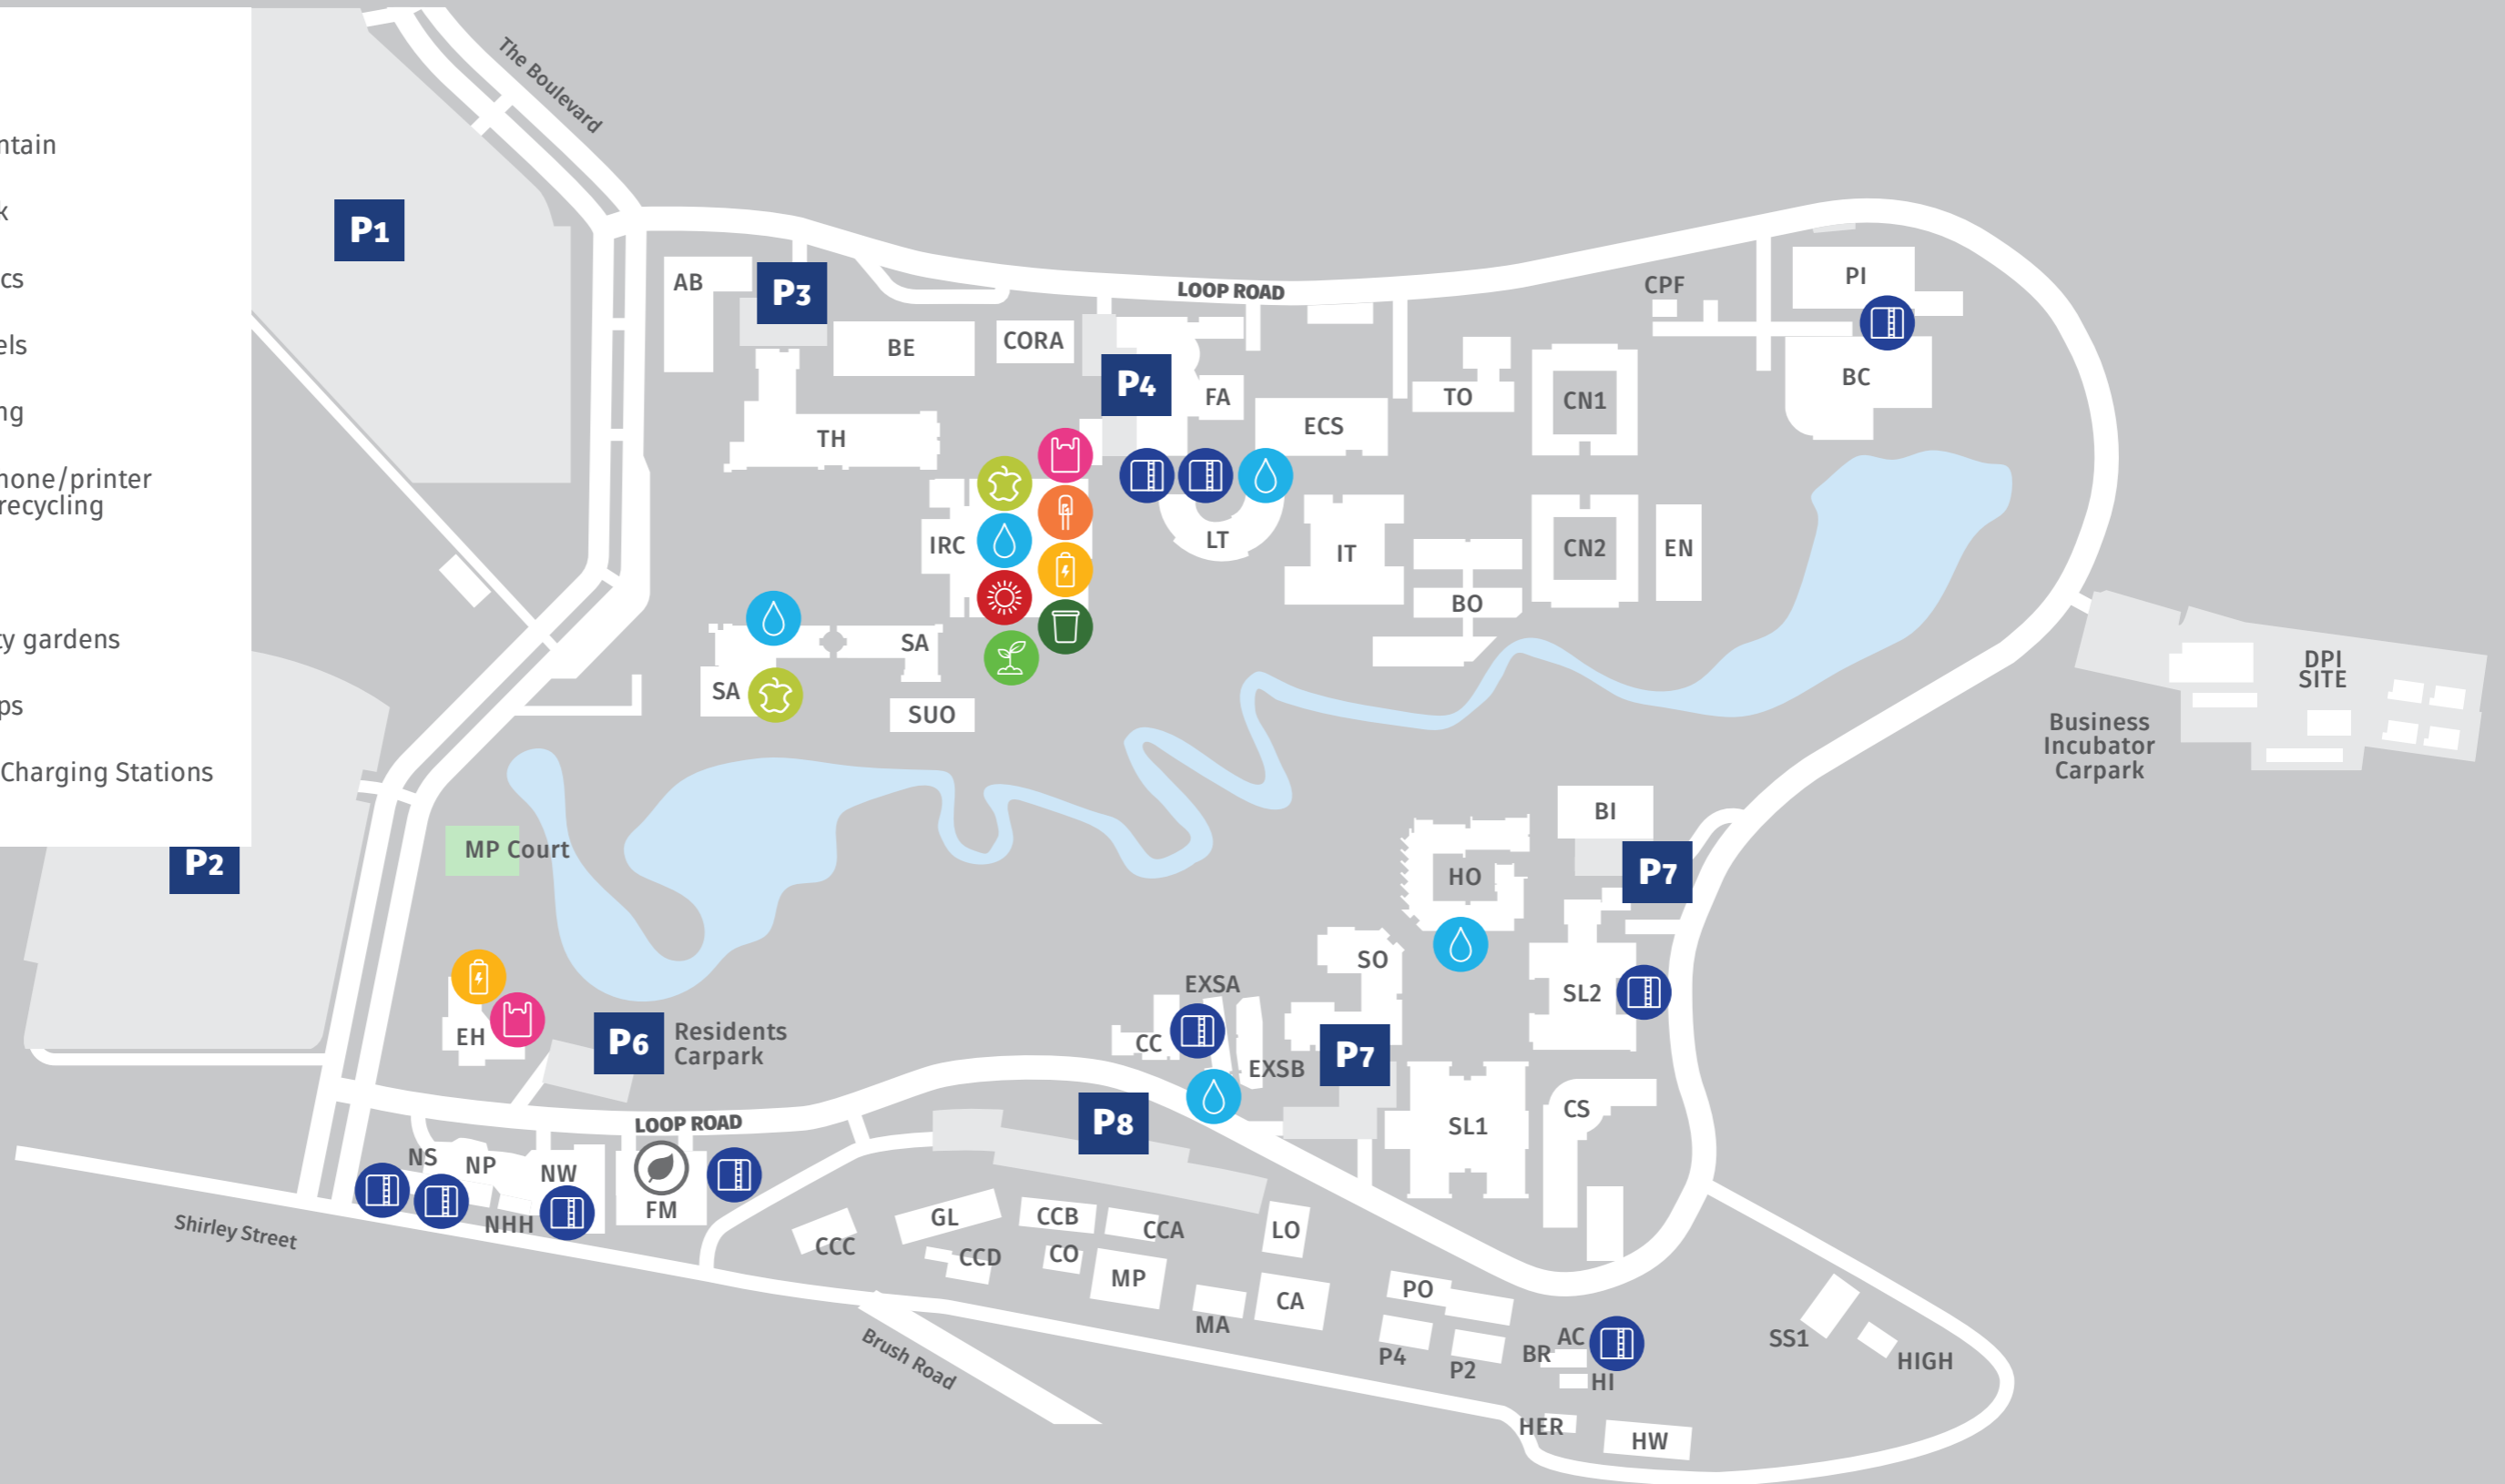 ntain
k
cs
els
ng
hone/printer
recycling
ty gardens
ps
Charging Stations
The Boulevard
P1
P2
P3
AB
BE
CORA
LOOP ROAD
P4
FA
ECS
TH
IRC
LT
IT
TO
CN1
CN2
EN
BO
CPF
PI
BC
SA
SA
SUO
DPI
SITE
Business
Incubator
Carpark
MP Court
BI
P7
HO
SO
SL2
EXSA
CC
EXSB
P7
EH
P6
Residents
Carpark
P8
SL1
CS
LOOP ROAD
NS
NP
NW
NHH
FM
Shirley Street
CCC
GL
CCB
CCA
LO
CCD
CO
MP
MA
CA
PO
P4
P2
AC
BR
HI
HER
HW
SS1
HIGH
Brush Road